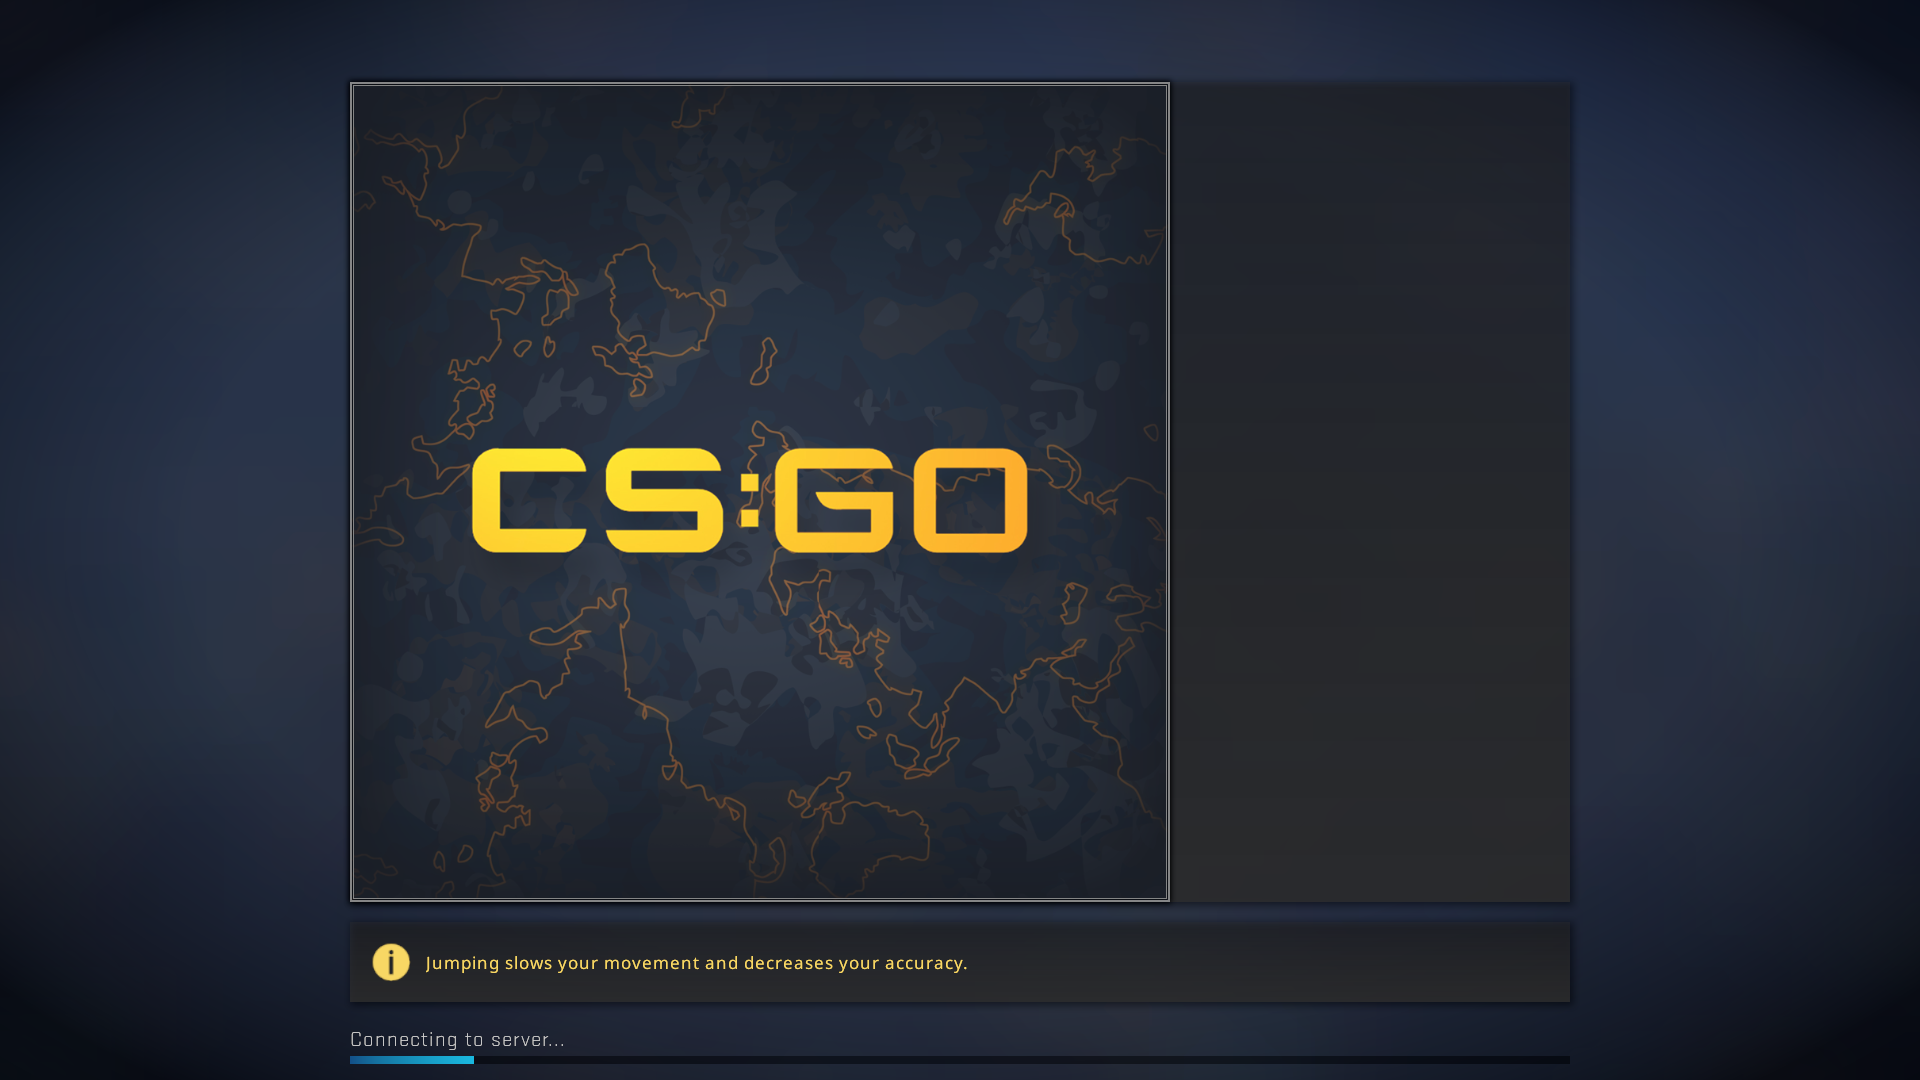 CS:GO
Jumping slows your movement and decreases your accuracy.
Connecting to server...